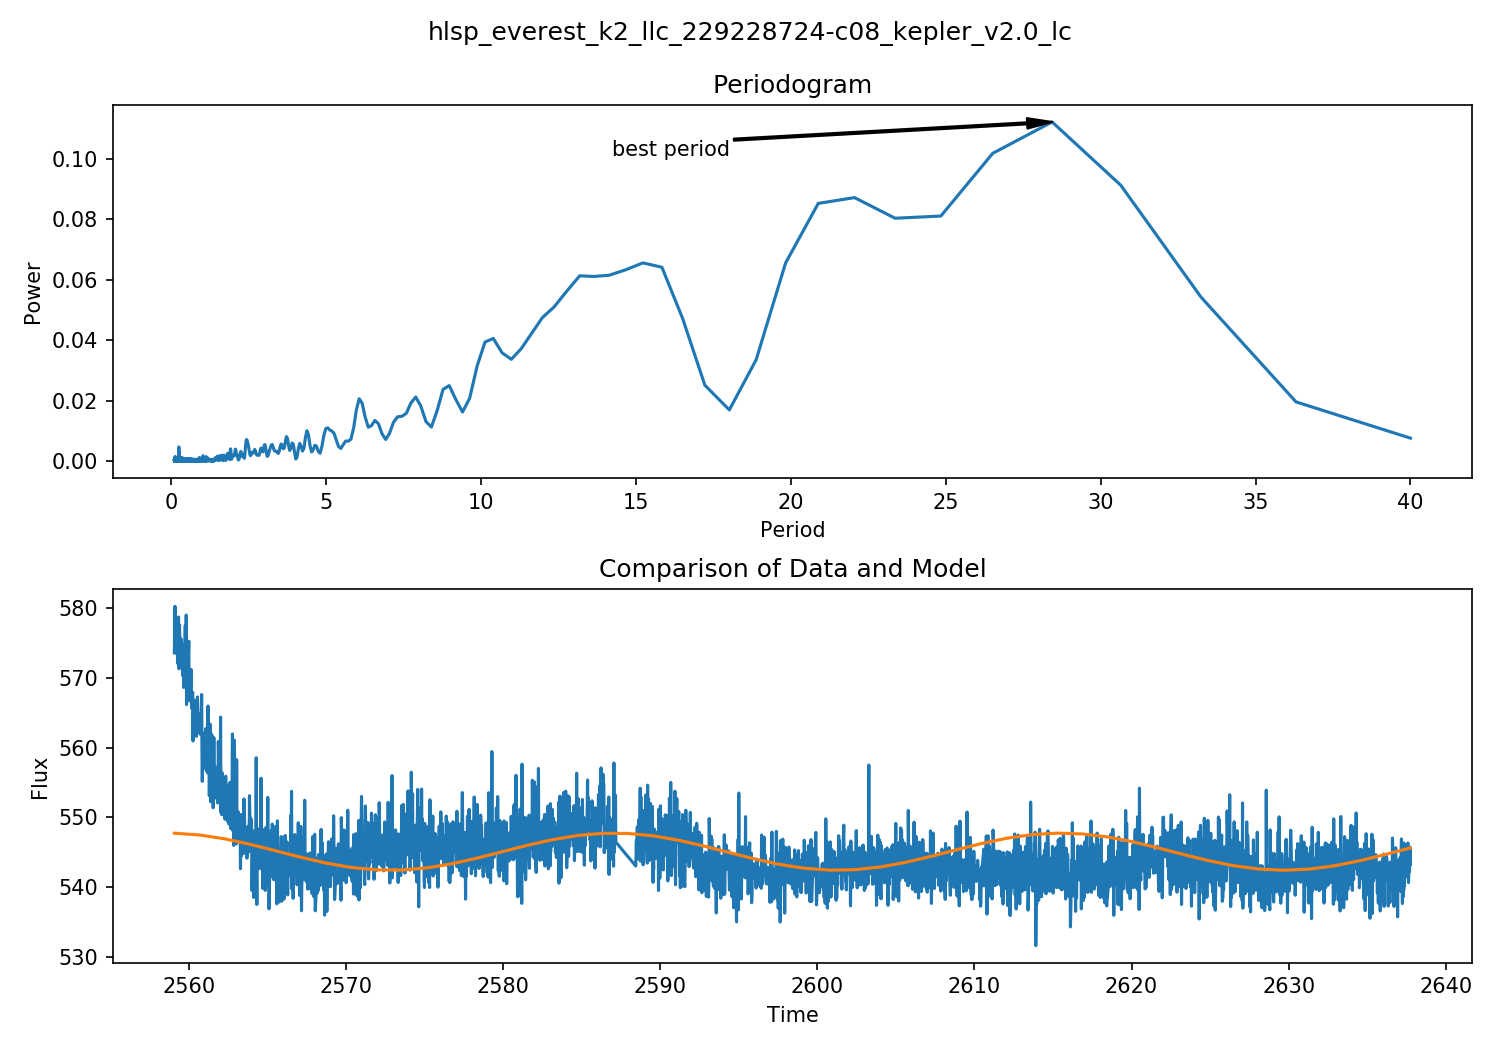 hlsp_everest_k2_llc_229228724-c08_kepler_v2.0_lc
Periodogram
best period
0.10
0.08
0.06
0.04
0.02
0.00
Power
0 5 10 15 20 25 30 35 40
Period
Comparison of Data and Model
580
570
560
550
540
530
Flux
2560 2570 2580 2590 2600 2610 2620 2630 2640
Time